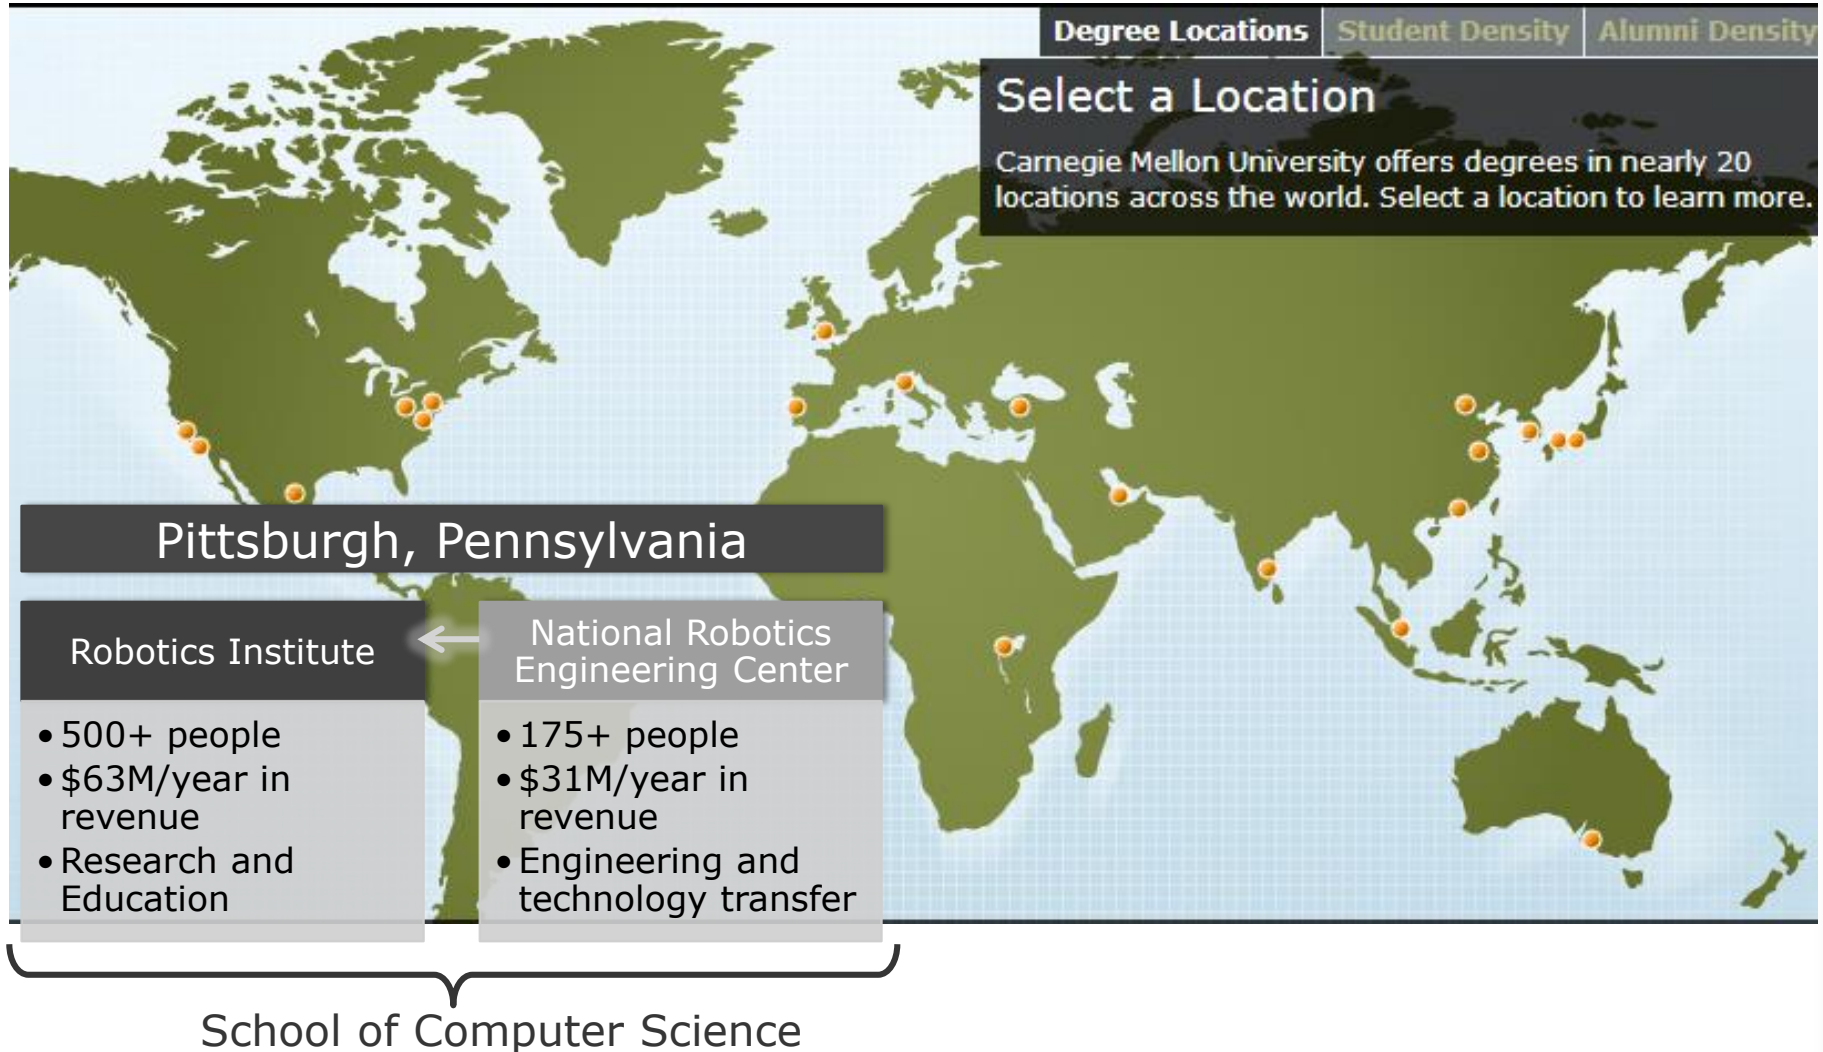 Degree Locations Student Density Alumni Density
Select a Location
Carnegie Mellon University offers degrees in nearly 20
locations across the world. Select a location to learn more.
Pittsburgh, Pennsylvania
Robotics Institute
• 500+ people
• $63M/year in
revenue
• Research and
Education
National Robotics
Engineering Center
• 175+ people
• $31M/year in
revenue
• Engineering and
technology transfer
School of Computer Science